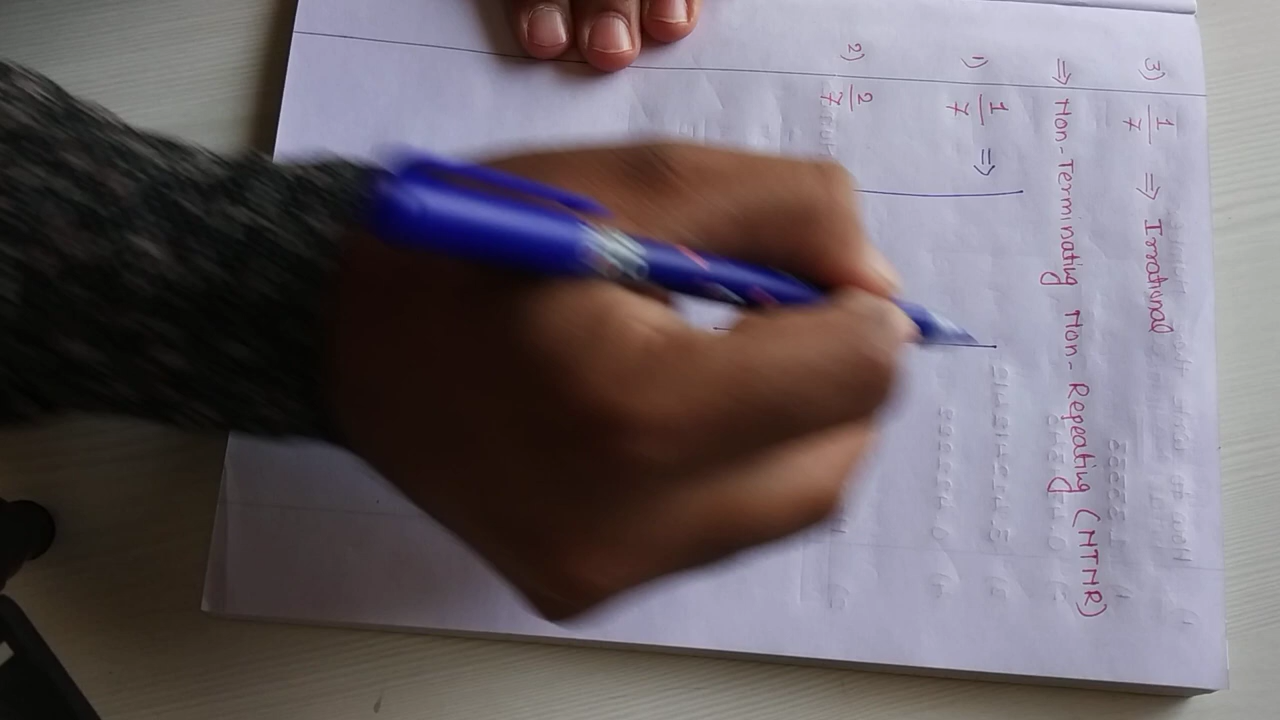 3) 1/7 ⇒ Irrational
⇒ Non-Terminating Non-Repeating (NTNR)
1) 1/7 ⇒
2) 2/7